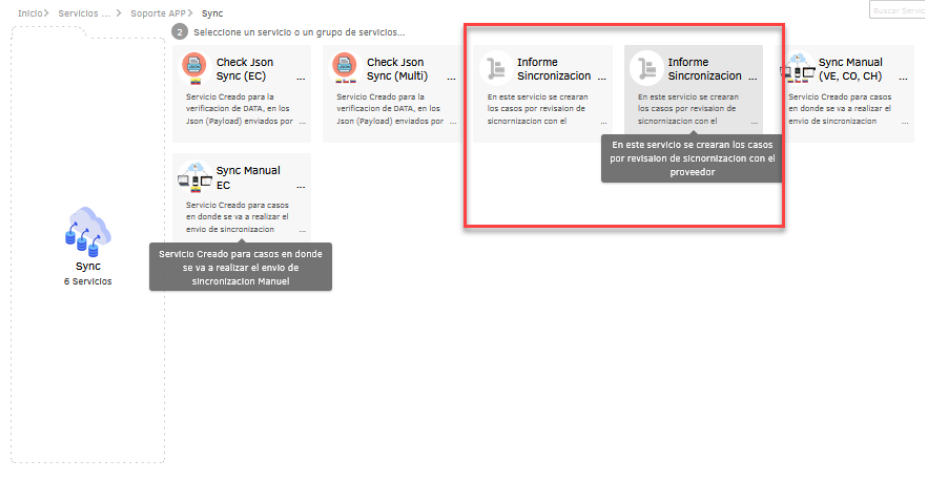 Inicio> Servicios ... > Soporte APP> Sync
Buscar Servic
2 Seleccione un servicio o un grupo de servicios...
Check Json
Sync (EC) ...
Servicio Creado para la
verificacion de DATA, en los
Json (Payload) enviados por ...
Check Json
Sync (Multi) ...
Servicio Creado para la
verificacion de DATA, en los
Json (Payload) enviados por ...
Informe
Sincronizacion ...
En este servicio se crearan
los casos por revisaion de
sicnornizacion con el ...
Informe
Sincronizacion ...
En este servicio se crearan
los casos por revisaion de
sicnornizacion con el ...
Sync Manual
(VE, CO, CH) ...
Servicio Creado para casos
en donde se va a realizar el
envio de sincronizacion ...
En este servicio se crearan los casos
por revisaion de sicnornizacion con el
proveedor
Sync Manual
EC ...
Servicio Creado para casos
en donde se va a realizar el
envio de sincronizacion ...
Servicio Creado para casos en donde
se va a realizar el envio de
sincronizacion Manuel
Sync
6 Servicios